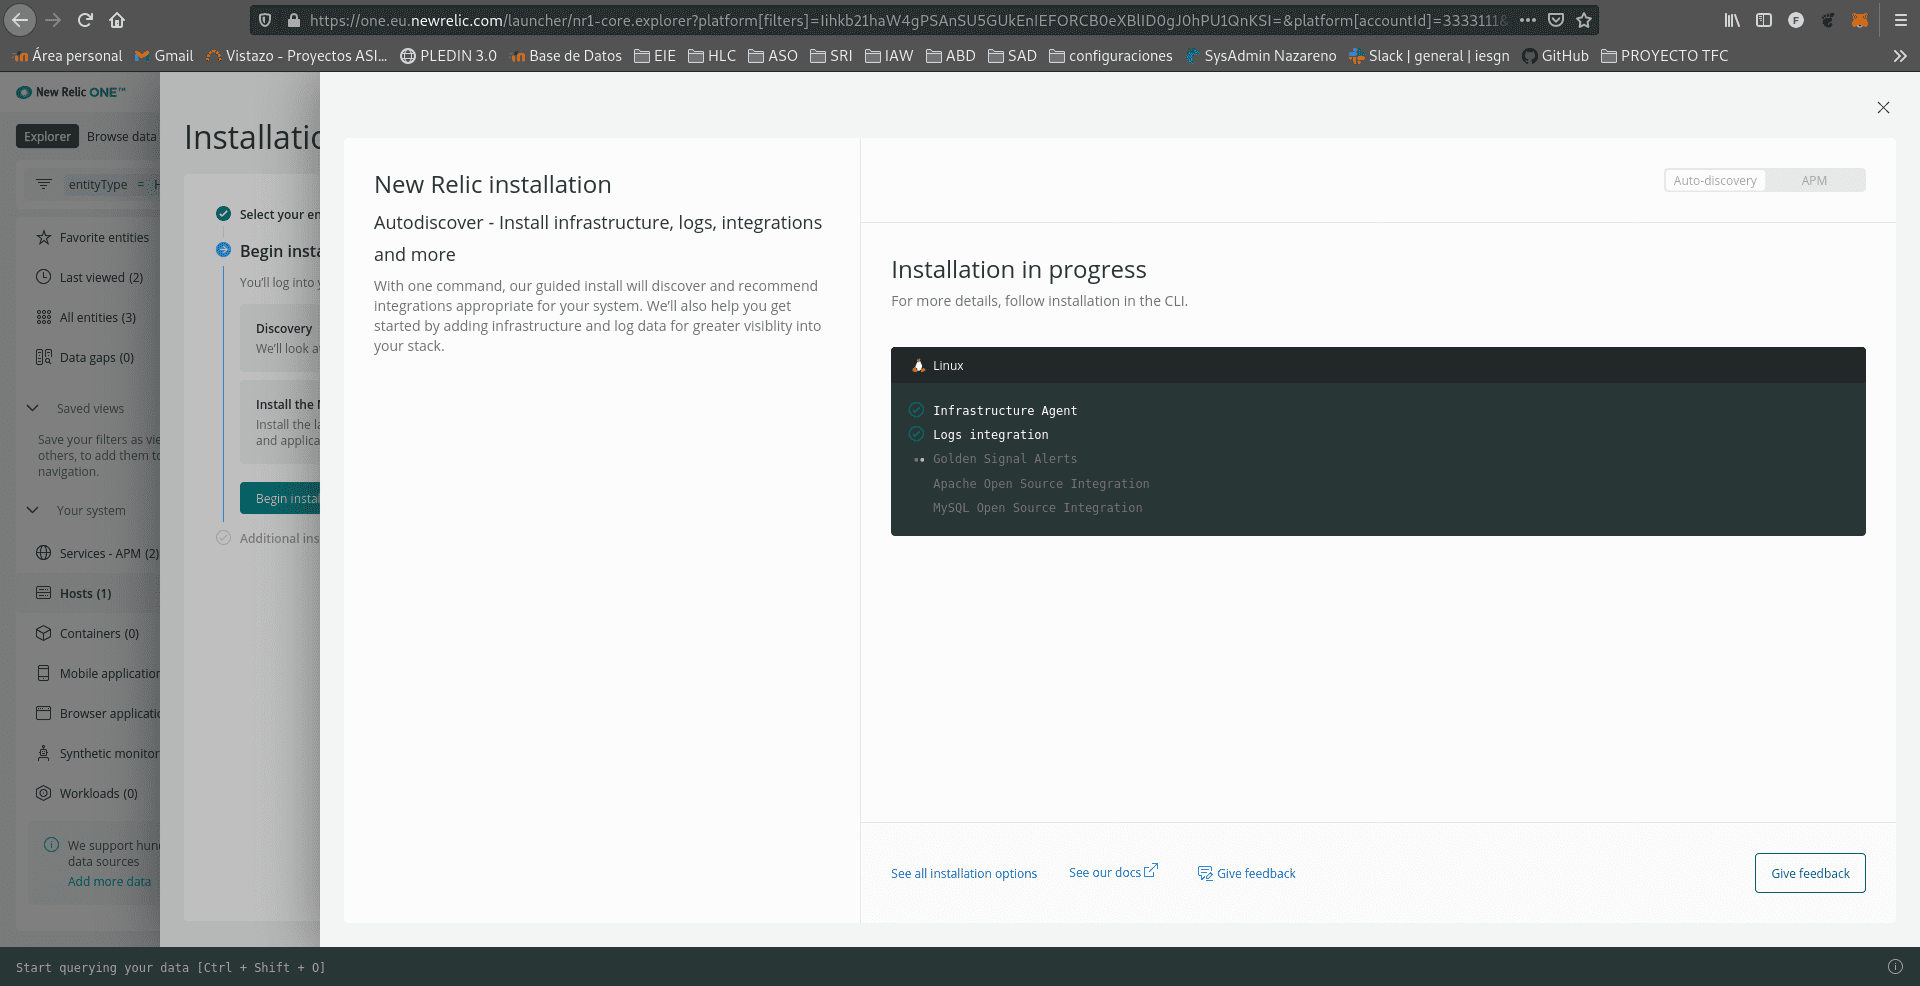 https://one.eu.newrelic.com/launcher/nr1-core.explorer?platform[filters]=Iihkb21haW4gPSAnSU5GUkEnIEFORCB0eXBlID0gJ0hPU1QnKSI=&platform[accountId]=3333111&
Área personal
Gmail
Vistazo - Proyectos ASI...
PLEDIN 3.0
Base de Datos
EIE
HLC
ASO
SRI
IAW
ABD
SAD
configuraciones
SysAdmin Nazareno
Slack | general | iesgn
GitHub
PROYECTO TFC
New Relic ONE™
Explorer
Browse data
entityType = H
Favorite entities
Last viewed (2)
All entities (3)
Data gaps (0)
Saved views
Save your filters as vie
others, to add them to
navigation.
Your system
Services - APM (2)
Hosts (1)
Containers (0)
Mobile application
Browser applicatio
Synthetic monitor
Workloads (0)
We support hun
data sources
Add more data
Installatio
Select your en
Begin insta
You'll log into y
Discovery
We'll look a
Install the N
Install the la
and applica
Begin instal
Additional ins
New Relic installation
Autodiscover - Install infrastructure, logs, integrations
and more
With one command, our guided install will discover and recommend
integrations appropriate for your system. We'll also help you get
started by adding infrastructure and log data for greater visiblity into
your stack.
Auto-discovery
APM
Installation in progress
For more details, follow installation in the CLI.
Linux
Infrastructure Agent
Logs integration
Golden Signal Alerts
Apache Open Source Integration
MySQL Open Source Integration
See all installation options
See our docs
Give feedback
Give feedback
Start querying your data [Ctrl + Shift + O]